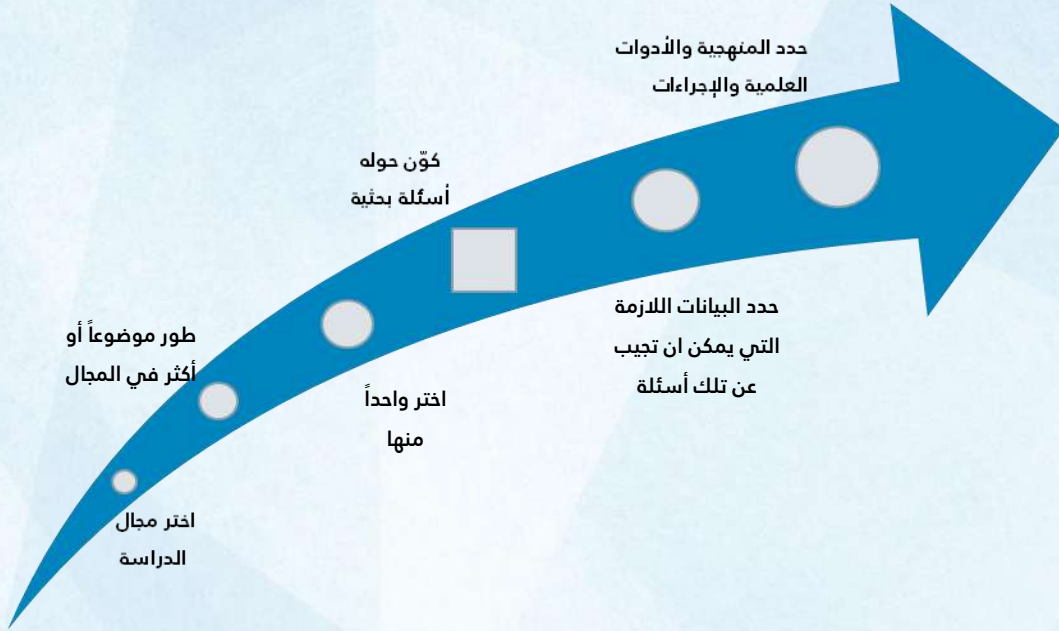 اختر مجال
الدراسة
طور موضوعاً أو
أكثر في المجال
اختر واحداً
منها
كوّن حوله
أسئلة بحثية
حدد البيانات اللازمة
التي يمكن ان تجيب
عن تلك أسئلة
حدد المنهجية والأدوات
العلمية والإجراءات